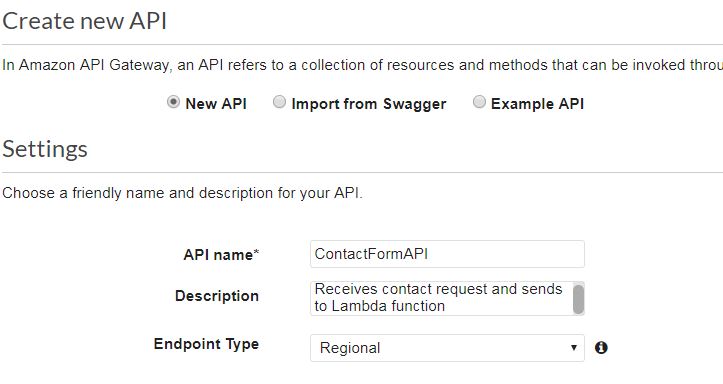 Create new API
In Amazon API Gateway, an API refers to a collection of resources and methods that can be invoked throu
New API Import from Swagger Example API
Settings
Choose a friendly name and description for your API.
API name* ContactFormAPI
Description Receives contact request and sends
to Lambda function
Endpoint Type Regional